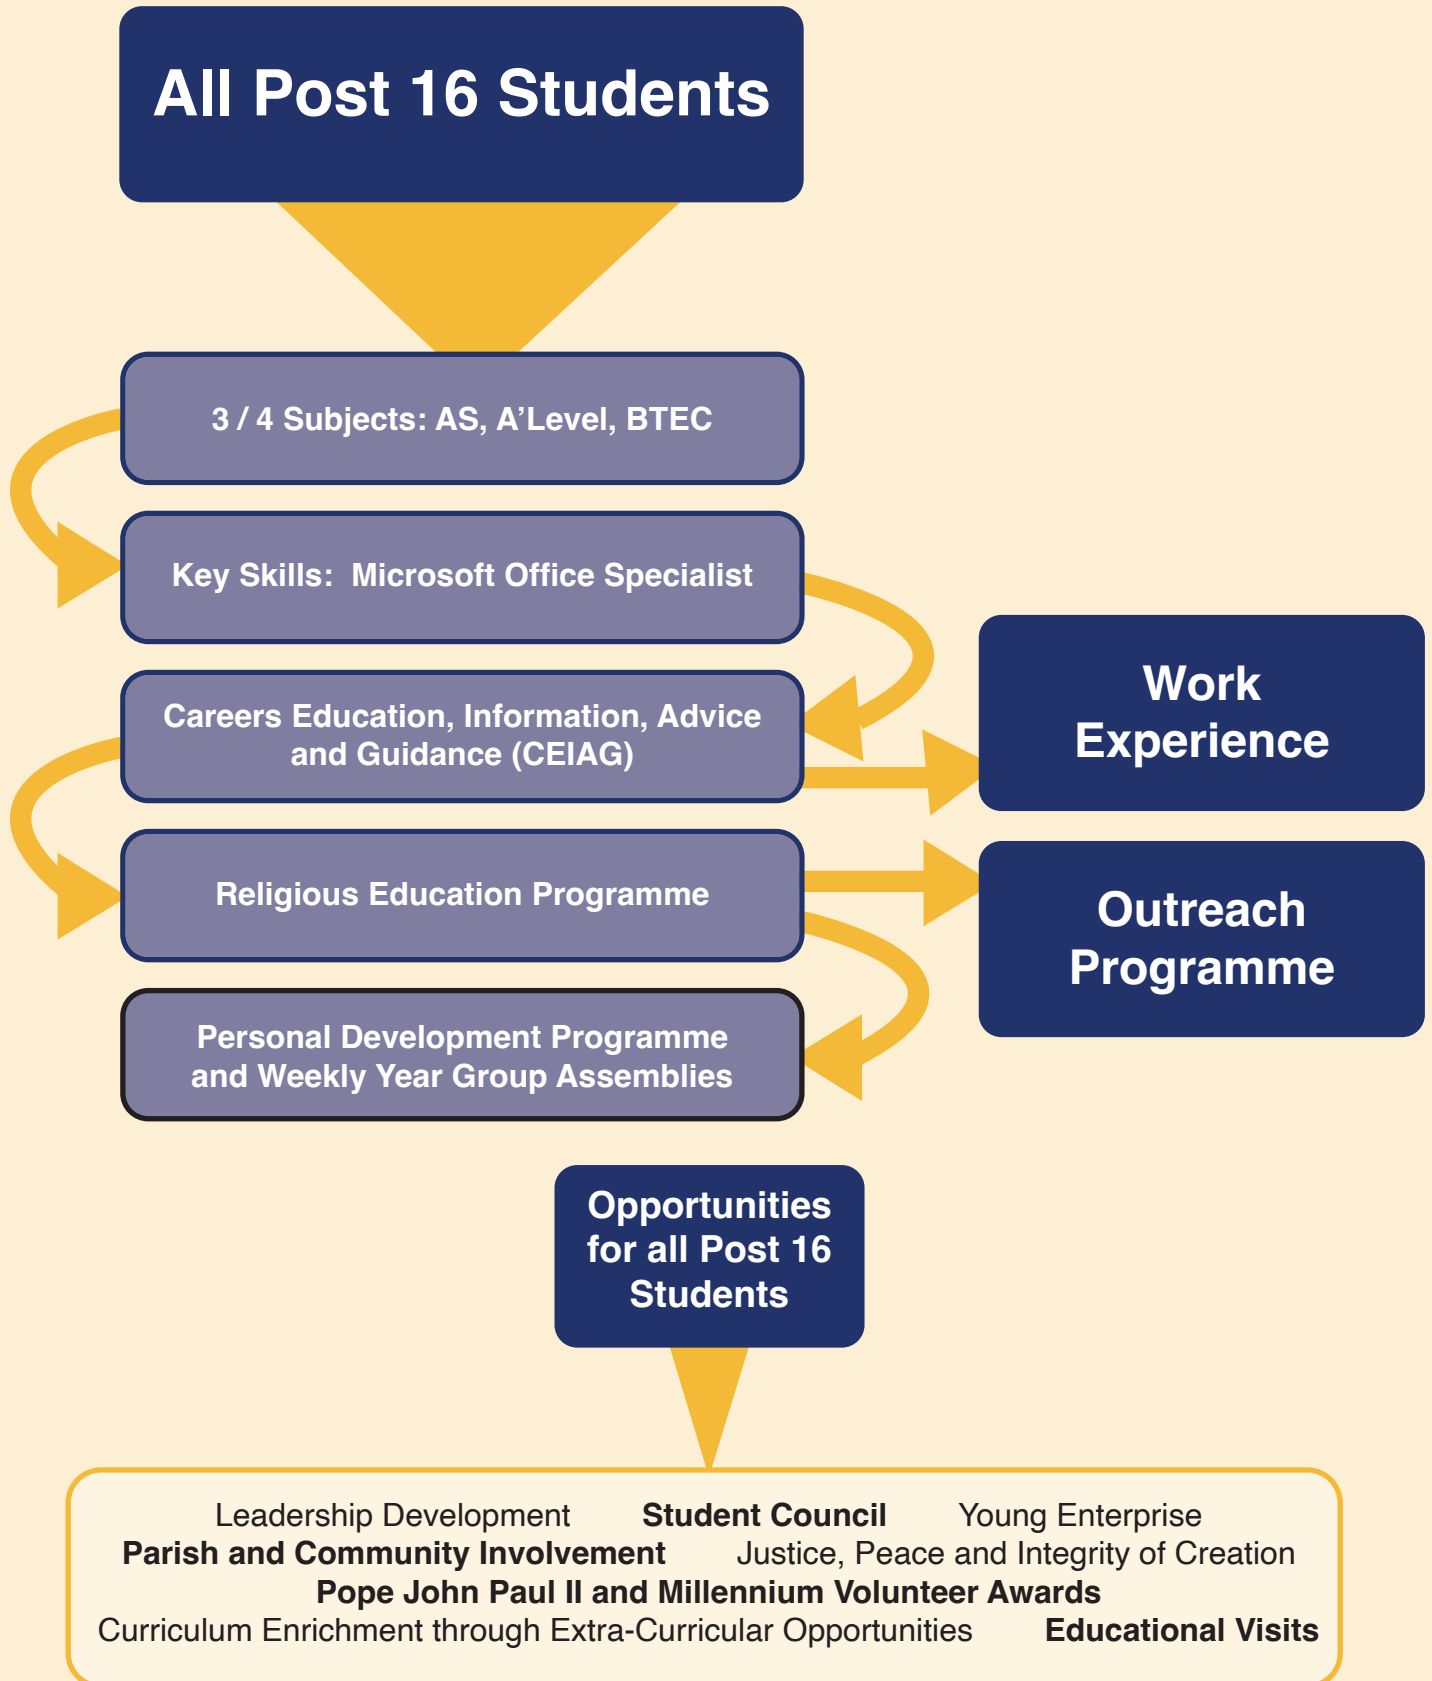 All Post 16 Students
3 / 4 Subjects: AS, A’Level, BTEC
Key Skills:  Microsoft Office Specialist
Careers Education, Information, Advice
and Guidance (CEIAG)
Work
Experience
Religious Education Programme
Outreach
Programme
Personal Development Programme
and Weekly Year Group Assemblies
Opportunities
for all Post 16
Students
Leadership Development Student Council Young Enterprise
Parish and Community Involvement Justice, Peace and Integrity of Creation
Pope John Paul II and Millennium Volunteer Awards
Curriculum Enrichment through Extra-Curricular Opportunities Educational Visits